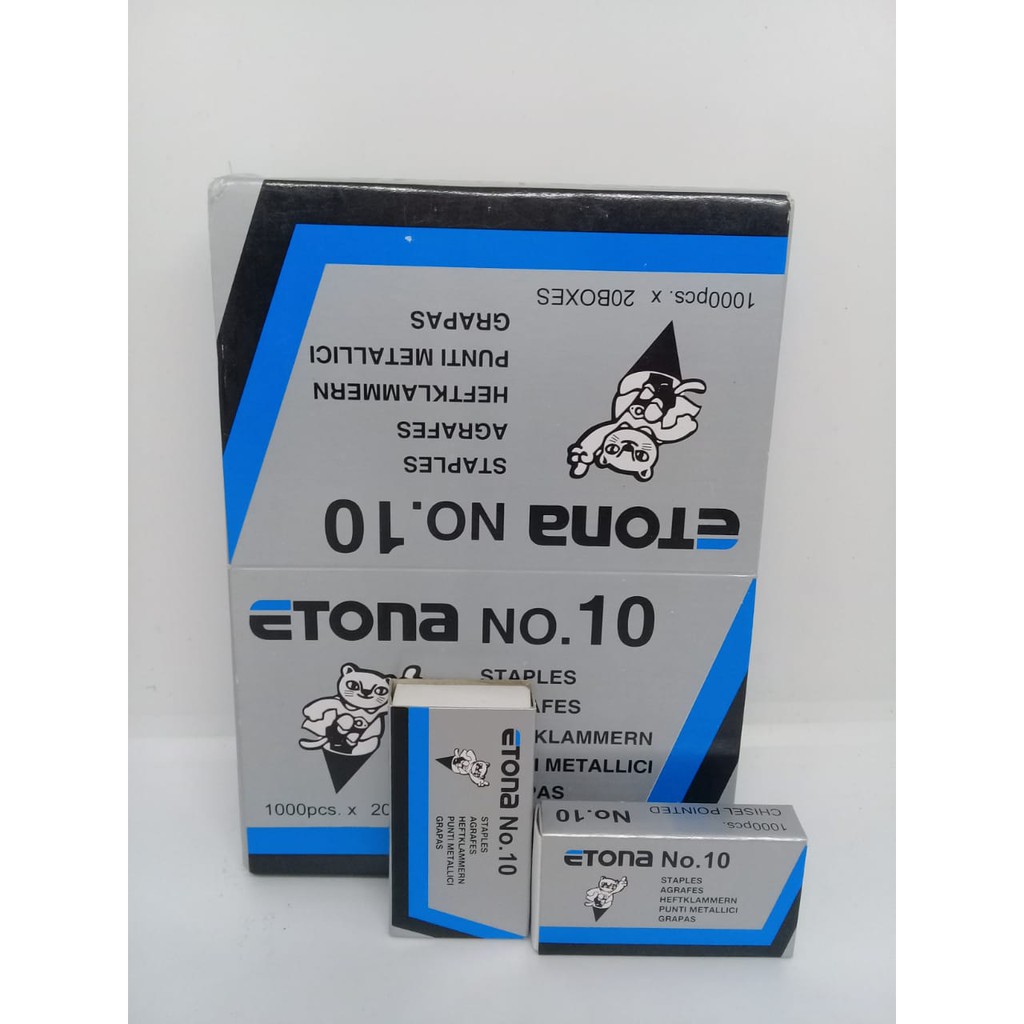 1000pcs. x 20BOXES
GRAPAS
PUNTI METALLICI
HEFTKLAMMERN
AGRAFES
STAPLES
ETONA NO.10
ETONA NO.10
STAPLES
AFES
KLAMMERN
I METALLICI
PAS
1000pcs. x 20
ETONA No.10
STAPLES
AGRAFES
HEFTKLAMMERN
PUNTI METALLICI
GRAPAS
1000pcs.
CHISEL POINTED
No.10
ETONA No.10
STAPLES
AGRAFES
HEFTKLAMMERN
PUNTI METALLICI
GRAPAS